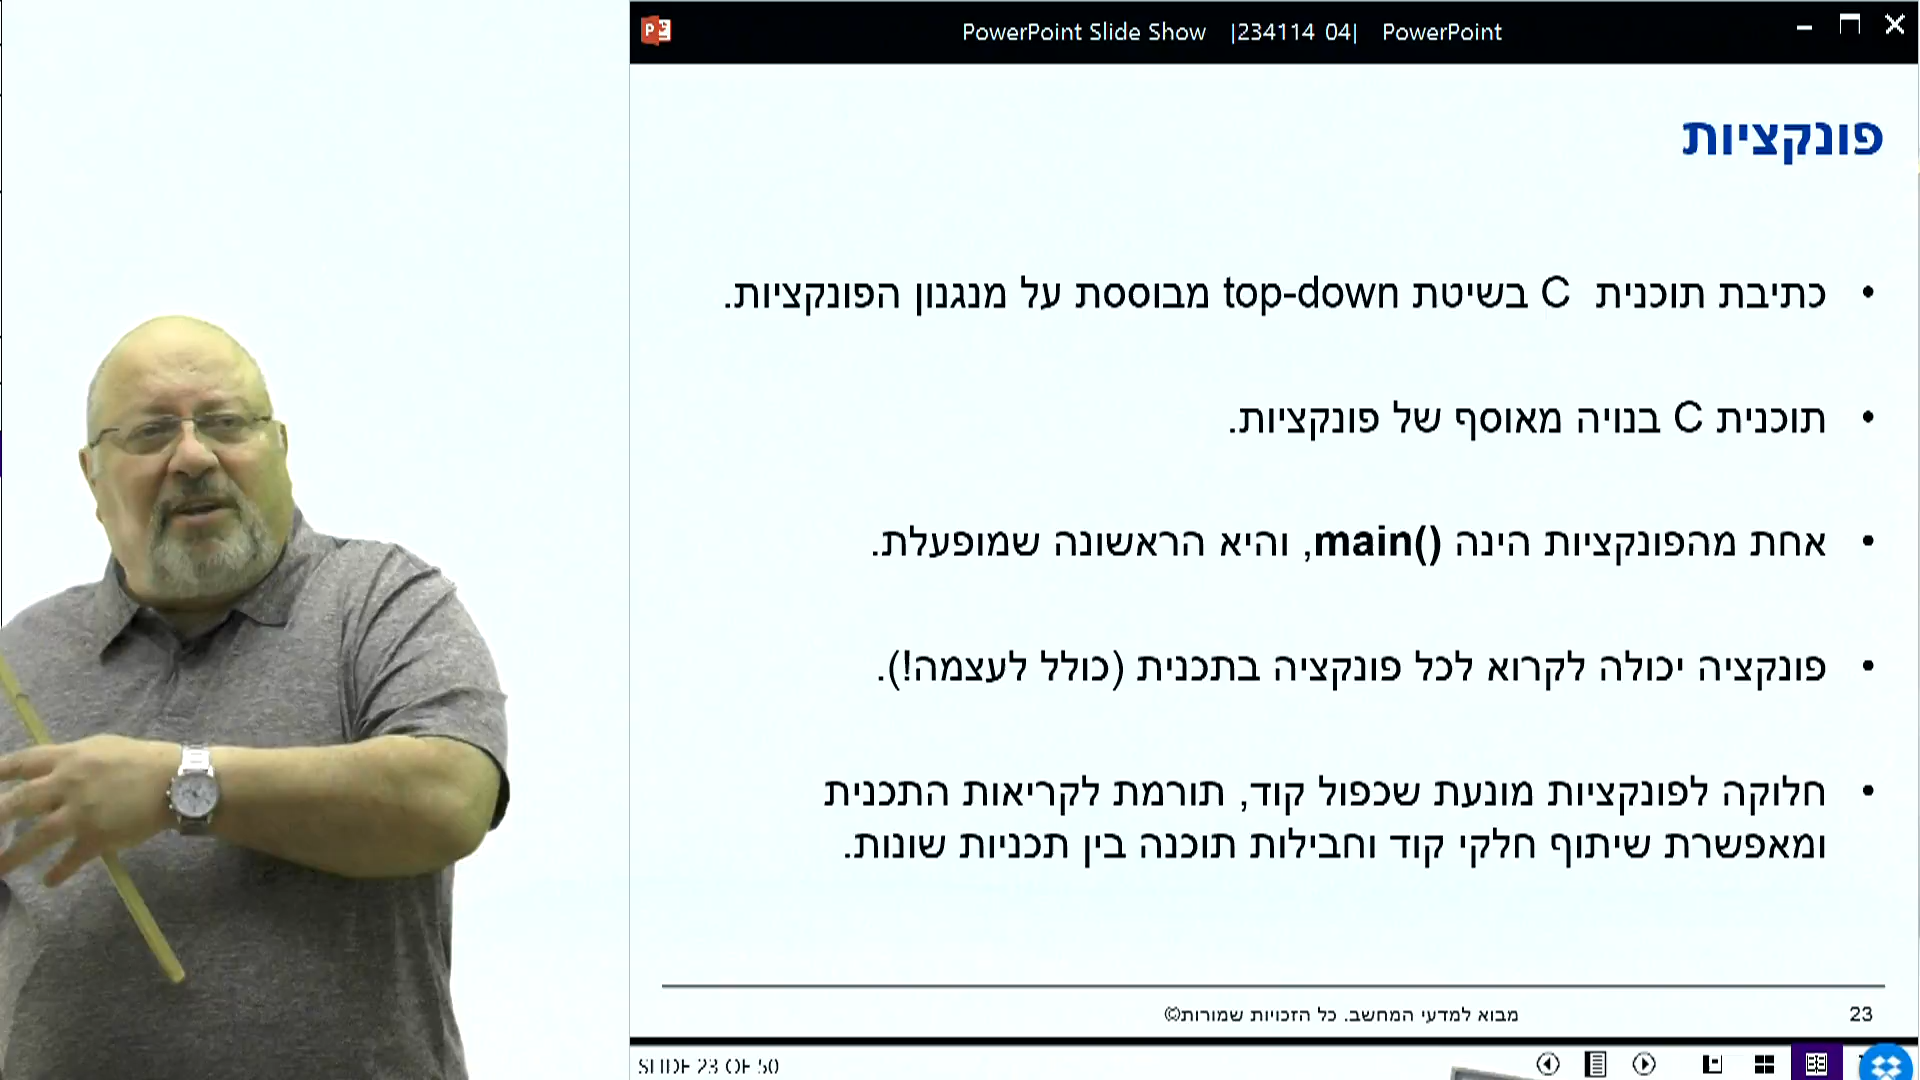 PowerPoint Slide Show |234114 04| PowerPoint
פונקציות
• כתיבת תוכנית C בשיטת top-down מבוססת על מנגנון הפונקציות.
• תוכנית C בנויה מאוסף של פונקציות.
• אחת מהפונקציות הינה main(), והיא הראשונה שמופעלת.
• פונקציה יכולה לקרוא לכל פונקציה בתכנית (כולל לעצמה!).
• חלוקה לפונקציות מונעת שכפול קוד, תורמת לקריאות התכנית
ומאפשרת שיתוף חלקי קוד וחבילות תוכנה בין תכניות שונות.
מבוא למדעי המחשב. כל הזכויות שמורות©
23
SLIDE 23 OF 50